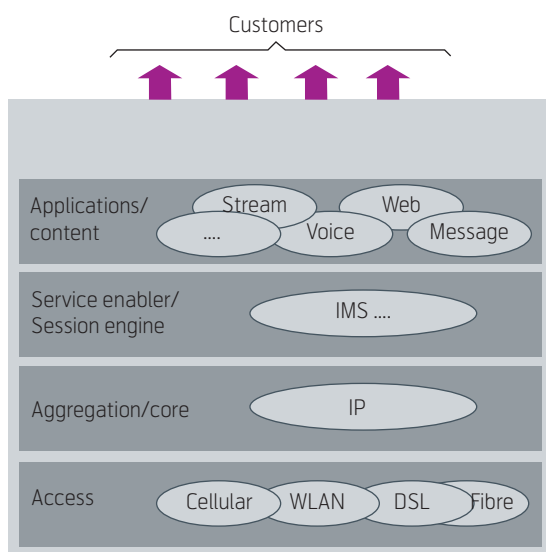 Customers
Applications/
content
Stream
Web
....
Voice
Message
Service enabler/
Session engine
IMS ....
Aggregation/core
IP
Access
Cellular
WLAN
DSL
Fibre